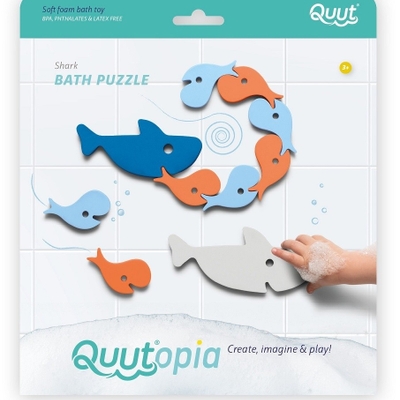 Soft foam bath toy
BPA, PHTHALATES & LATEX FREE
Quut
Shark
BATH PUZZLE
3+
Quutopia
Create, imagine & play!